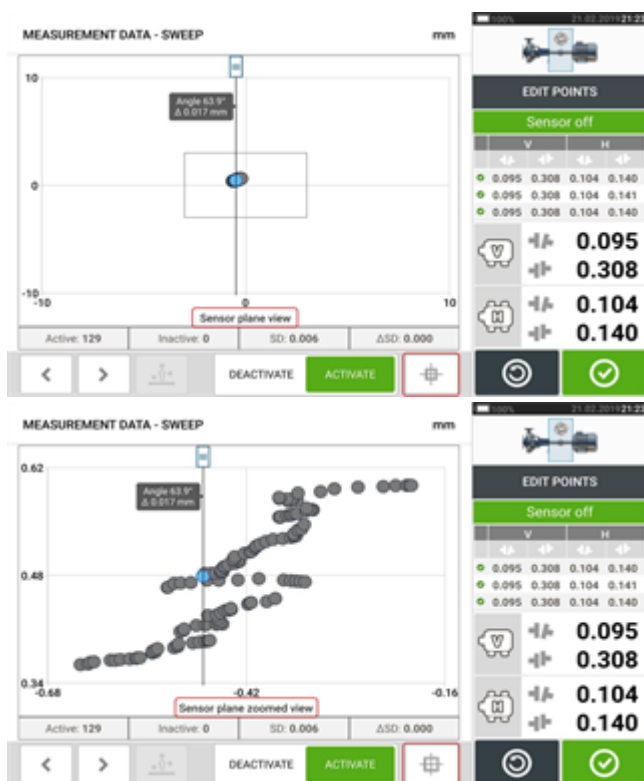 100% 21.02.2019 21:23
MEASUREMENT DATA - SWEEP mm
10
Angle 63.9°
Δ 0.017 mm
0
-10
-10 0 10
Sensor plane view
Active: 129 Inactive: 0 SD: 0.006 ΔSD: 0.000
DEACTIVATE ACTIVATE
EDIT POINTS
Sensor off
V H
0.095 0.308 0.104 0.140
0.095 0.308 0.104 0.141
0.095 0.308 0.104 0.140
V
0.095
0.308
H
0.104
0.140
100% 21.02.2019 21:23
MEASUREMENT DATA - SWEEP mm
0.62
Angle 63.9°
Δ 0.017 mm
0.48
0.34
-0.68 -0.42 -0.16
Sensor plane zoomed view
Active: 129 Inactive: 0 SD: 0.006 ΔSD: 0.000
DEACTIVATE ACTIVATE
EDIT POINTS
Sensor off
V H
0.095 0.308 0.104 0.140
0.095 0.308 0.104 0.141
0.095 0.308 0.104 0.140
V
0.095
0.308
H
0.104
0.140